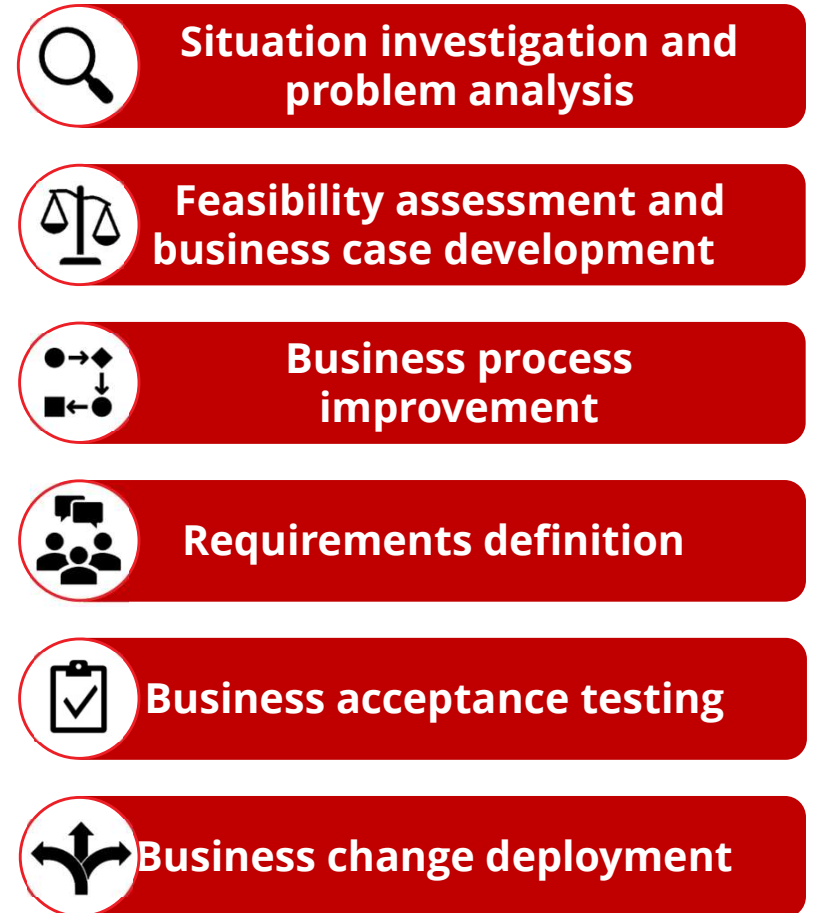 Situation investigation and
problem analysis
Feasibility assessment and
business case development
Business process
improvement
Requirements definition
Business acceptance testing
Business change deployment